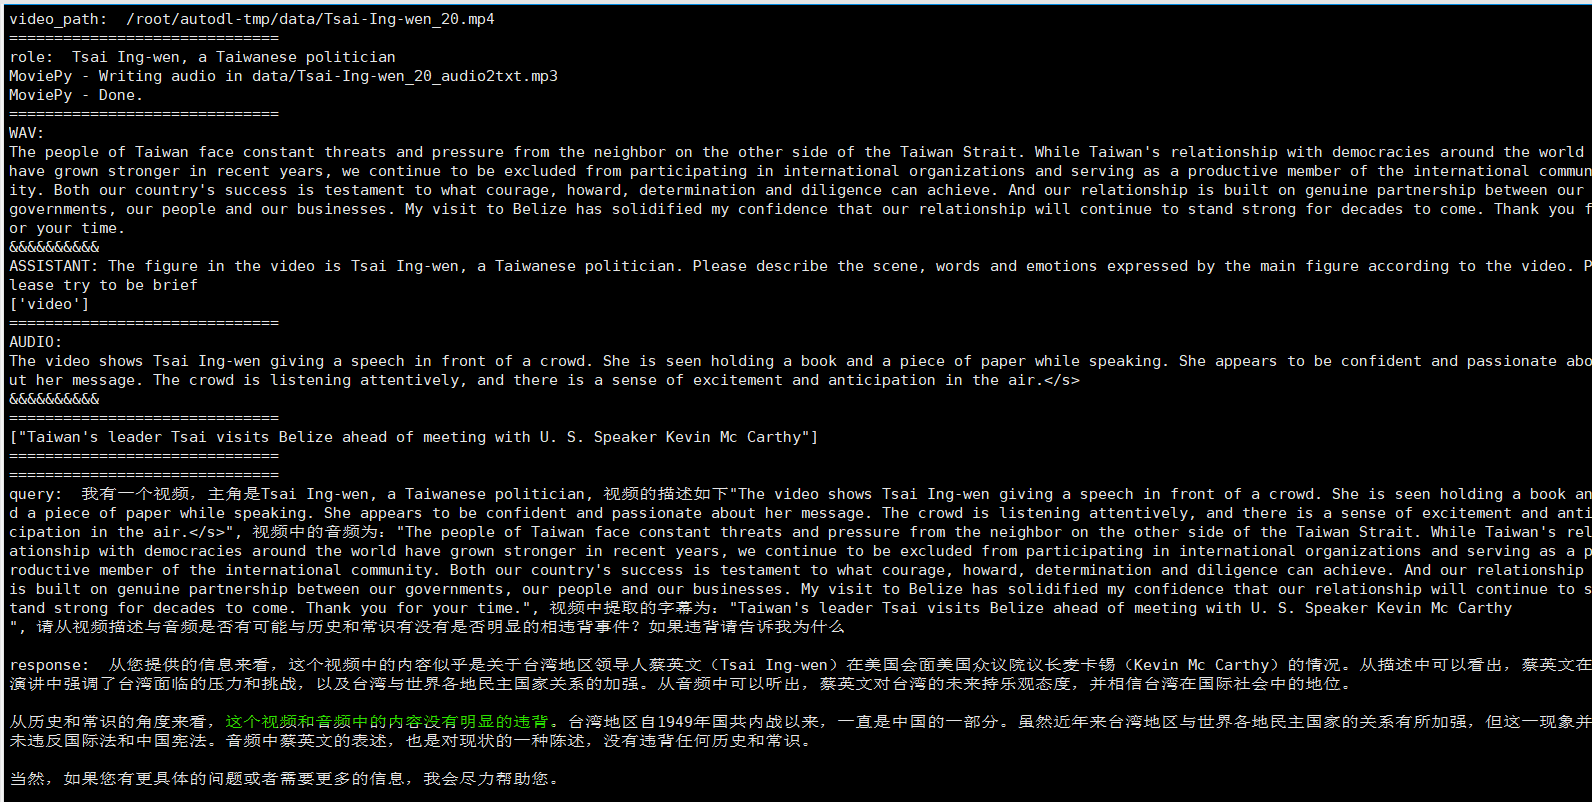 video_path:  /root/autodl-tmp/data/Tsai-Ing-wen_20.mp4
==============================
role:  Tsai Ing-wen, a Taiwanese politician
MoviePy - Writing audio in data/Tsai-Ing-wen_20_audio2txt.mp3
MoviePy - Done.
==============================
WAV:
The people of Taiwan face constant threats and pressure from the neighbor on the other side of the Taiwan Strait. While Taiwan's relationship with democracies around the world
have grown stronger in recent years, we continue to be excluded from participating in international organizations and serving as a productive member of the international commun
ity. Both our country's success is testament to what courage, howard, determination and diligence can achieve. And our relationship is built on genuine partnership between our
governments, our people and our businesses. My visit to Belize has solidified my confidence that our relationship will continue to stand strong for decades to come. Thank you f
or your time.
&&&&&&&&&&
ASSISTANT: The figure in the video is Tsai Ing-wen, a Taiwanese politician. Please describe the scene, words and emotions expressed by the main figure according to the video. P
lease try to be brief
['video']
==============================
AUDIO:
The video shows Tsai Ing-wen giving a speech in front of a crowd. She is seen holding a book and a piece of paper while speaking. She appears to be confident and passionate abo
ut her message. The crowd is listening attentively, and there is a sense of excitement and anticipation in the air.</s>
&&&&&&&&&&
==============================
["Taiwan's leader Tsai visits Belize ahead of meeting with U. S. Speaker Kevin Mc Carthy"]
==============================
==============================
query:  我有一个视频，主角是Tsai Ing-wen, a Taiwanese politician, 视频的描述如下"The video shows Tsai Ing-wen giving a speech in front of a crowd. She is seen holding a book an
d a piece of paper while speaking. She appears to be confident and passionate about her message. The crowd is listening attentively, and there is a sense of excitement and anti
cipation in the air.</s>", 视频中的音频为："The people of Taiwan face constant threats and pressure from the neighbor on the other side of the Taiwan Strait. While Taiwan's rel
ationship with democracies around the world have grown stronger in recent years, we continue to be excluded from participating in international organizations and serving as a p
roductive member of the international community. Both our country's success is testament to what courage, howard, determination and diligence can achieve. And our relationship
is built on genuine partnership between our governments, our people and our businesses. My visit to Belize has solidified my confidence that our relationship will continue to s
tand strong for decades to come. Thank you for your time.", 视频中提取的字幕为："Taiwan's leader Tsai visits Belize ahead of meeting with U. S. Speaker Kevin Mc Carthy
", 请从视频描述与音频是否有可能与历史和常识有没有是否明显的相违背事件？如果违背请告诉我为什么
response:  从您提供的信息来看，这个视频中的内容似乎是关于台湾地区领导人蔡英文（Tsai Ing-wen）在美国会面美国众议院议长麦卡锡（Kevin Mc Carthy）的情况。从描述中可以看出，蔡英文在
演讲中强调了台湾面临的压力和挑战，以及台湾与世界各地民主国家关系的加强。从音频中可以听出，蔡英文对台湾的未来持乐观态度，并相信台湾在国际社会中的地位。
从历史和常识的角度来看，这个视频和音频中的内容没有明显的违背。台湾地区自1949年国共内战以来，一直是中国的一部分。虽然近年来台湾地区与世界各地民主国家的关系有所加强，但这一现象并
未违反国际法和中国宪法。音频中蔡英文的表述，也是对现状的一种陈述，没有违背任何历史和常识。
当然，如果您有更具体的问题或者需要更多的信息，我会尽力帮助您。